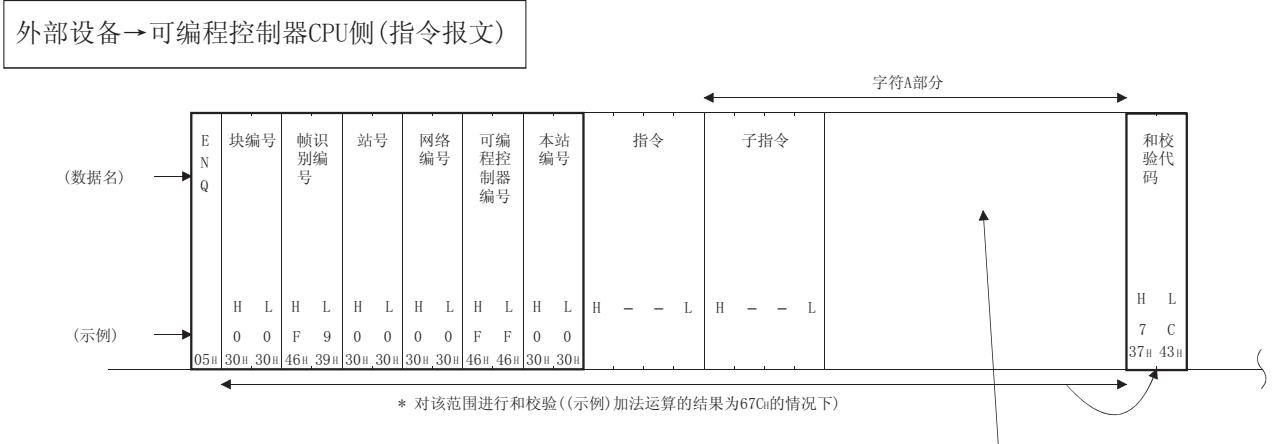 外部设备→可编程控制器CPU侧(指令报文)
字符A部分
(数据名)
E
N
Q
块编号
帧识
别编
号
站号
网络
编号
可编
程控
制器
编号
本站
编号
指令
子指令
和校
验代
码
H L H L H L H L H L H L H － － L H － － L H L
(示例)
0 0 F 9 0 0 0 0 F F 0 0 7 C
05H 30H 30H 46H 39H 30H 30H 30H 30H 46H 46H 30H 30H 37H 43H
* 对该范围进行和校验((示例)加法运算的结果为67CH的情况下)